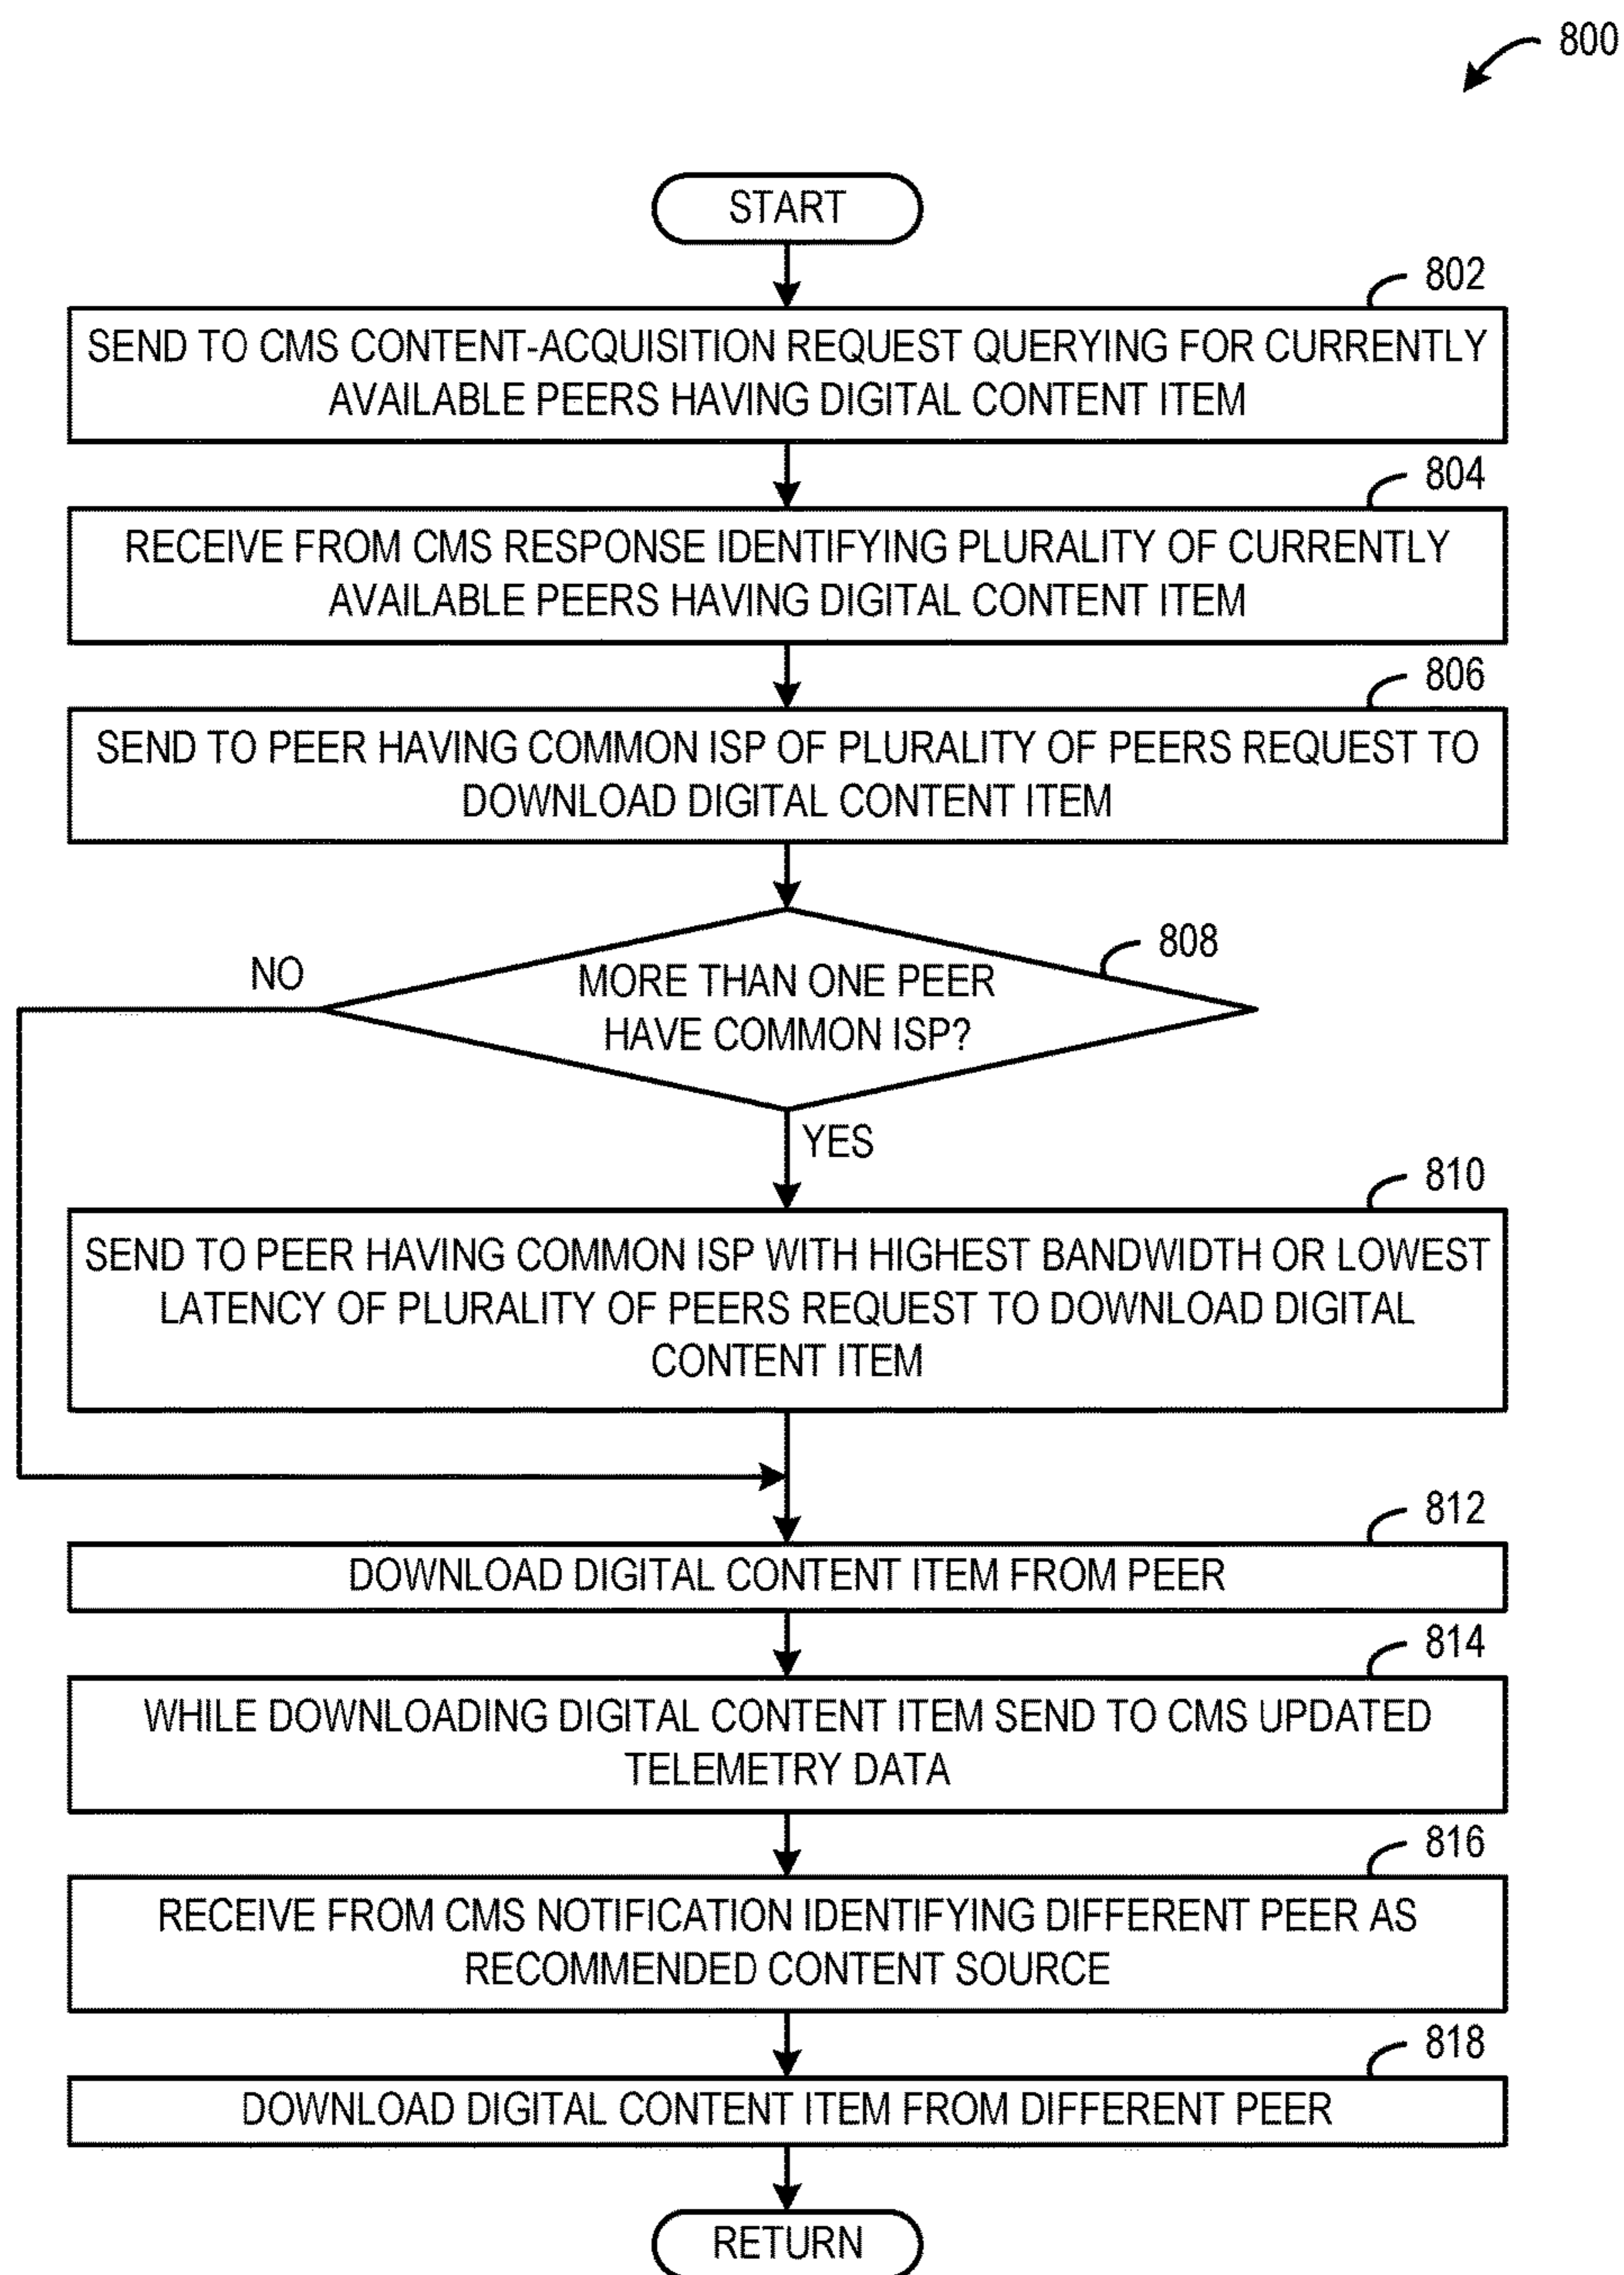 800
START
802
SEND TO CMS CONTENT-ACQUISITION REQUEST QUERYING FOR CURRENTLY
AVAILABLE PEERS HAVING DIGITAL CONTENT ITEM
804
RECEIVE FROM CMS RESPONSE IDENTIFYING PLURALITY OF CURRENTLY
AVAILABLE PEERS HAVING DIGITAL CONTENT ITEM
806
SEND TO PEER HAVING COMMON ISP OF PLURALITY OF PEERS REQUEST TO
DOWNLOAD DIGITAL CONTENT ITEM
808
NO
MORE THAN ONE PEER
HAVE COMMON ISP?
YES
810
SEND TO PEER HAVING COMMON ISP WITH HIGHEST BANDWIDTH OR LOWEST
LATENCY OF PLURALITY OF PEERS REQUEST TO DOWNLOAD DIGITAL
CONTENT ITEM
812
DOWNLOAD DIGITAL CONTENT ITEM FROM PEER
814
WHILE DOWNLOADING DIGITAL CONTENT ITEM SEND TO CMS UPDATED
TELEMETRY DATA
816
RECEIVE FROM CMS NOTIFICATION IDENTIFYING DIFFERENT PEER AS
RECOMMENDED CONTENT SOURCE
818
DOWNLOAD DIGITAL CONTENT ITEM FROM DIFFERENT PEER
RETURN